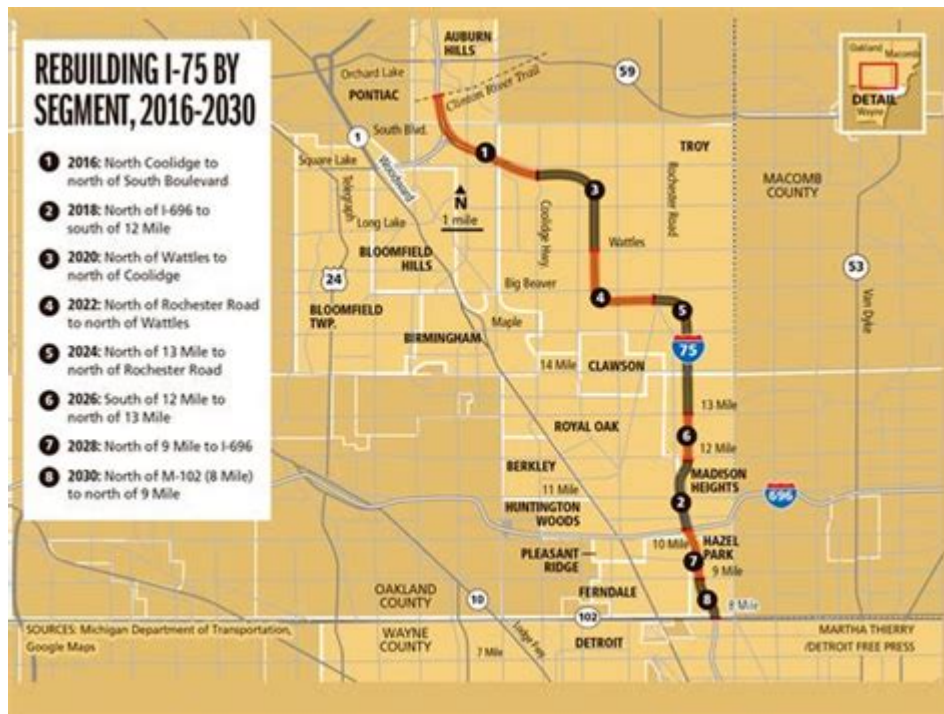 REBUILDING I-75 BY
SEGMENT, 2016-2030
1 2016: North Coolidge to
north of South Boulevard
2 2018: North of I-696 to
south of 12 Mile
3 2020: North of Wattles to
north of Coolidge
4 2022: North of Rochester Road
to north of Wattles
5 2024: North of 13 Mile to
north of Rochester Road
6 2026: South of 12 Mile to
north of 13 Mile
7 2028: North of 9 Mile to I-696
8 2030: North of M-102 (8 Mile)
to north of 9 Mile
AUBURN
HILLS
Orchard Lake
PONTIAC
Clinton River Trail
59
Oakland
Macomb
DETAIL
Wayne
1
South Blvd.
Square Lake
Woodward
Telegraph
1
N
1 mile
Long Lake
3
TROY
Rochester Road
Coolidge Hwy.
Wattles
MACOMB
COUNTY
BLOOMFIELD
HILLS
24
BLOOMFIELD
TWP.
Big Beaver
4
5
53
Van Dyke
Maple
BIRMINGHAM
75
14 Mile
CLAWSON
13 Mile
ROYAL OAK
6
12 Mile
BERKLEY
MADISON
HEIGHTS
11 Mile
2
696
HUNTINGTON
WOODS
10 Mile
HAZEL
PARK
PLEASANT
RIDGE
7
9 Mile
FERNDALE
8
8 Mile
OAKLAND
COUNTY
10
102
Lodge Fwy.
SOURCES: Michigan Department of Transportation,
Google Maps
WAYNE
COUNTY
7 Mile
DETROIT
MARTHA THIERRY
/DETROIT FREE PRESS